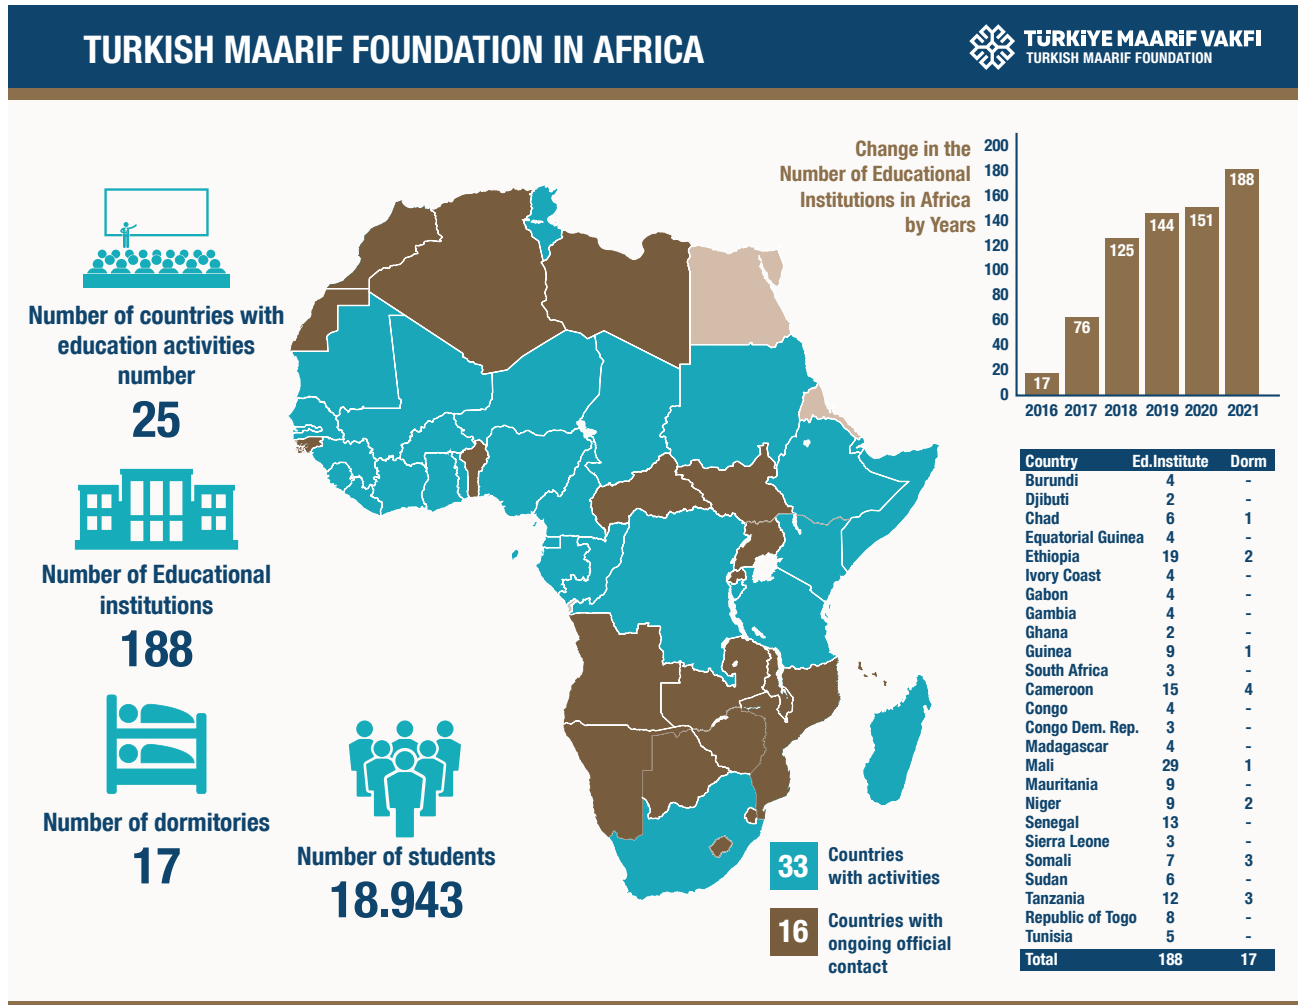 TURKISH MAARIF FOUNDATION IN AFRICA
TÜRKİYE MAARİF VAKFI
TURKISH MAARIF FOUNDATION
Number of countries with
education activities
number
25
Number of Educational
institutions
188
Number of dormitories
17
Number of students
18.943
33
Countries
with activities
16
Countries with
ongoing official
contact
Change in the
Number of Educational
Institutions in Africa
by Years
200
180
160
140
120
100
80
60
40
20
0
17
76
125
144
151
188
2016 2017 2018 2019 2020 2021
Country Ed.Institute Dorm
Burundi 4 -
Djibuti 2 -
Chad 6 1
Equatorial Guinea 4 -
Ethiopia 19 2
Ivory Coast 4 -
Gabon 4 -
Gambia 4 -
Ghana 2 -
Guinea 9 1
South Africa 3 -
Cameroon 15 4
Congo 4 -
Congo Dem. Rep. 3 -
Madagascar 4 -
Mali 29 1
Mauritania 9 -
Niger 9 2
Senegal 13 -
Sierra Leone 3 -
Somali 7 3
Sudan 6 -
Tanzania 12 3
Republic of Togo 8 -
Tunisia 5 -
Total 188 17